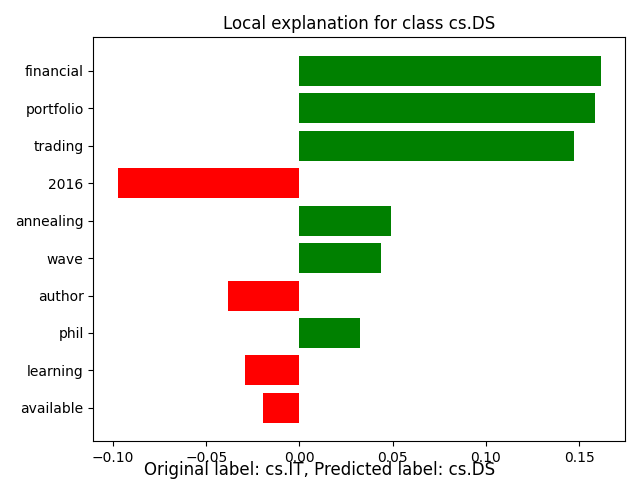 Local explanation for class cs.DS
financial
portfolio
trading
2016
annealing
wave
author
phil
learning
available
−0.10 −0.05 0.00 0.05 0.10 0.15
Original label: cs.IT, Predicted label: cs.DS